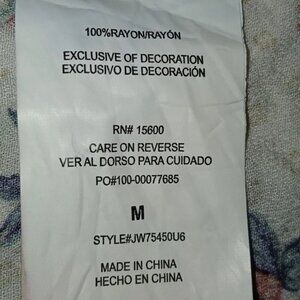 100%RAYON/RAYÓN
EXCLUSIVE OF DECORATION
EXCLUSIVO DE DECORACIÓN
RN# 15600
CARE ON REVERSE
VER AL DORSO PARA CUIDADO
PO#100-00077685
M
STYLE#JW75450U6
MADE IN CHINA
HECHO EN CHINA